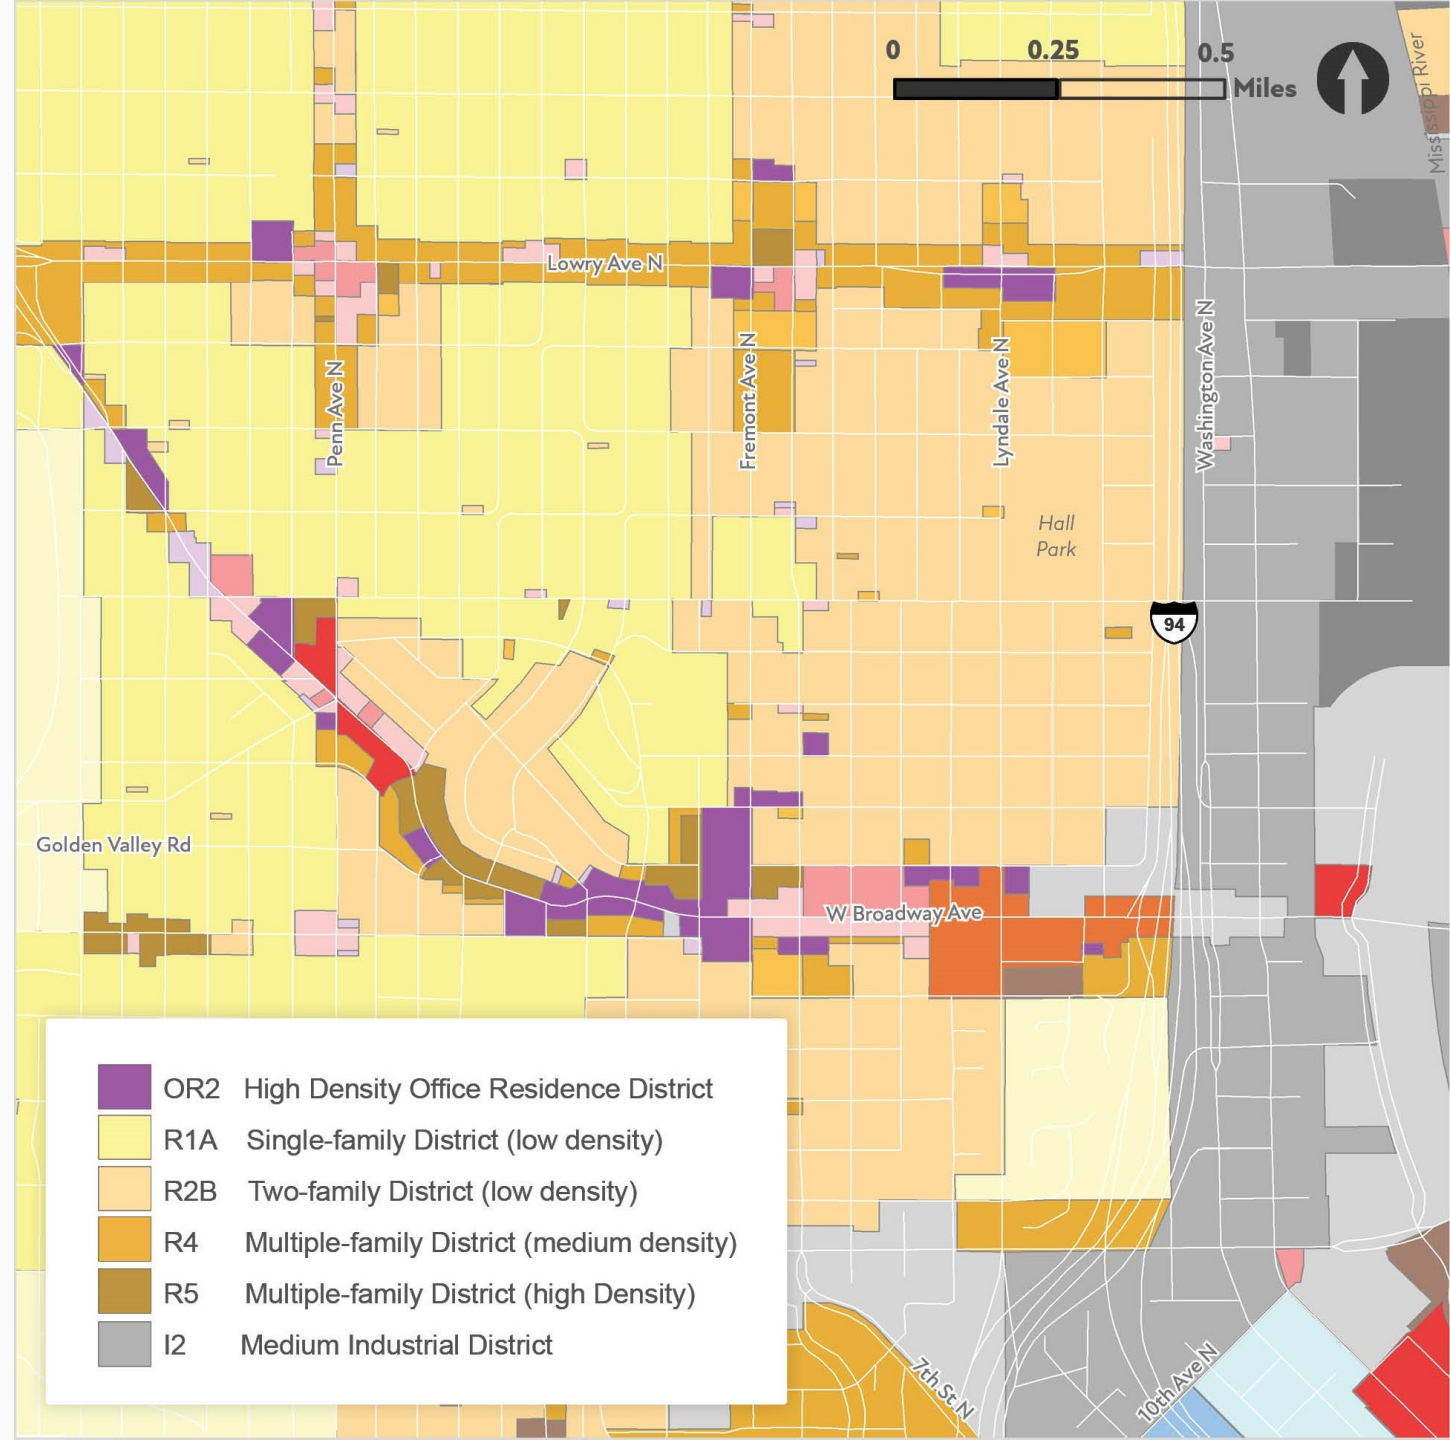 0 0.25 0.5
Miles
Mississippi River
Lowry Ave N
Penn Ave N
Fremont Ave N
Lyndale Ave N
Washington Ave N
Hall
Park
94
Golden Valley Rd
W Broadway Ave
OR2 High Density Office Residence District
R1A Single-family District (low density)
R2B Two-family District (low density)
R4 Multiple-family District (medium density)
R5 Multiple-family District (high Density)
I2 Medium Industrial District
7th St N
10th Ave N